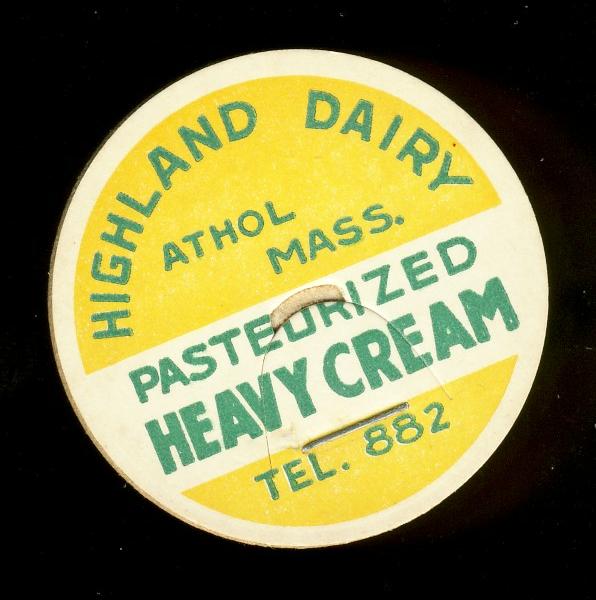 HIGHLAND DAIRY
ATHOL
MASS.
PASTEURIZED
HEAVY CREAM
TEL. 882